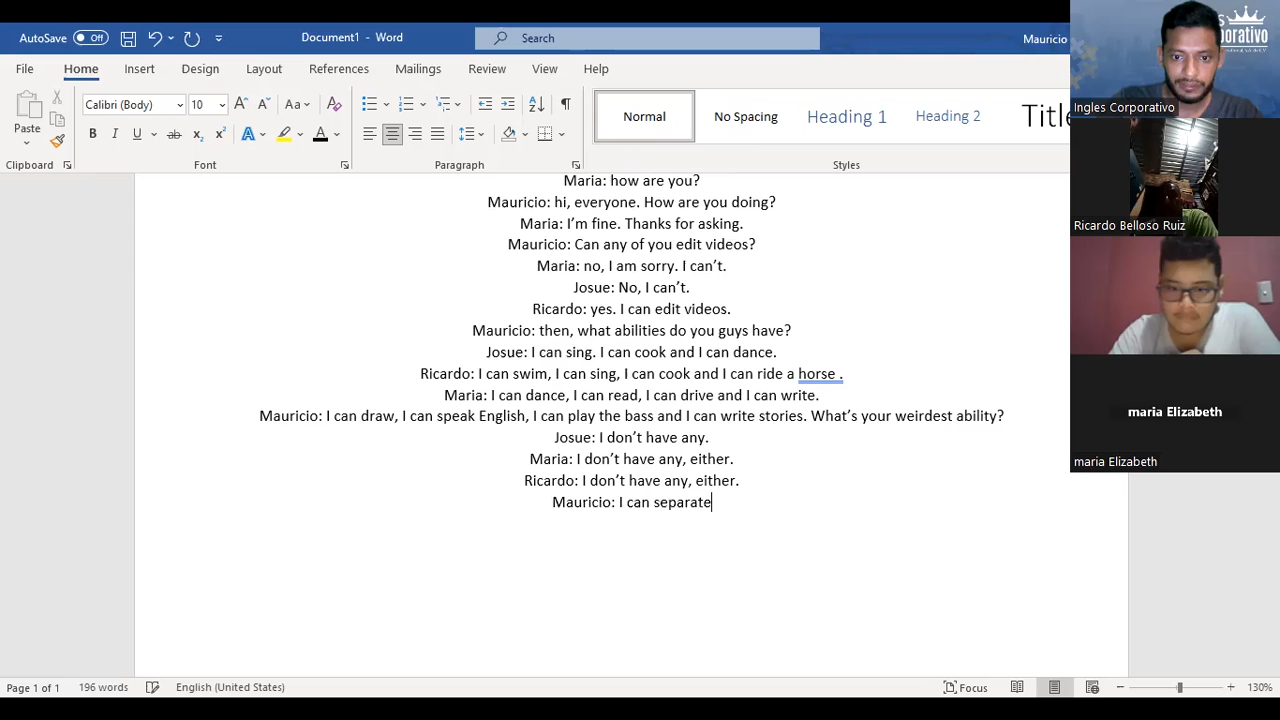 AutoSave Off Document1 - Word Search Mauricio
File Home Insert Design Layout References Mailings Review View Help
Calibri (Body) 10 Aa
Paste B I U ab x₂ x² A A
Normal No Spacing Heading 1 Heading 2 Title
Clipboard Font Paragraph Styles
Maria: how are you?
Mauricio: hi, everyone. How are you doing?
Maria: I’m fine. Thanks for asking.
Mauricio: Can any of you edit videos?
Maria: no, I am sorry. I can’t.
Josue: No, I can’t.
Ricardo: yes. I can edit videos.
Mauricio: then, what abilities do you guys have?
Josue: I can sing. I can cook and I can dance.
Ricardo: I can swim, I can sing, I can cook and I can ride a horse .
Maria: I can dance, I can read, I can drive and I can write.
Mauricio: I can draw, I can speak English, I can play the bass and I can write stories. What’s your weirdest ability?
Josue: I don’t have any.
Maria: I don’t have any, either.
Ricardo: I don’t have any, either.
Mauricio: I can separate
Page 1 of 1 196 words English (United States) Focus 130%
Ingles Corporativo
Ricardo Belloso Ruiz
maria Elizabeth
maria Elizabeth